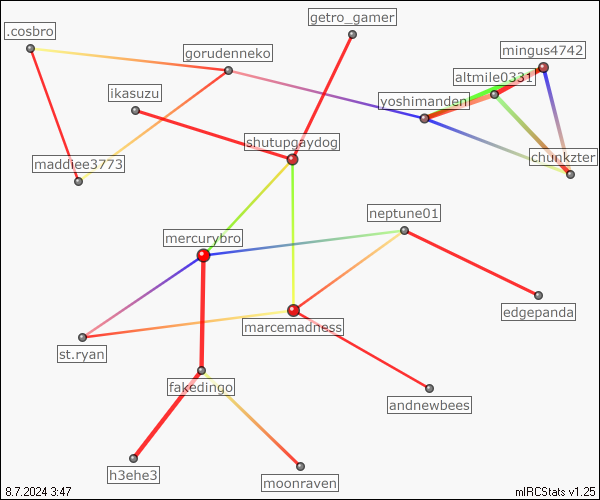 getro_gamer
.cosbro
gorudenneko
mingus4742
altmile0331
ikasuzu
yoshimanden
shutupgaydog
chunkzter
maddiee3773
neptune01
mercurybro
edgepanda
marcemadness
st.ryan
fakedingo
andnewbees
h3ehe3
moonraven
8.7.2024 3:47
mIRCStats v1.25